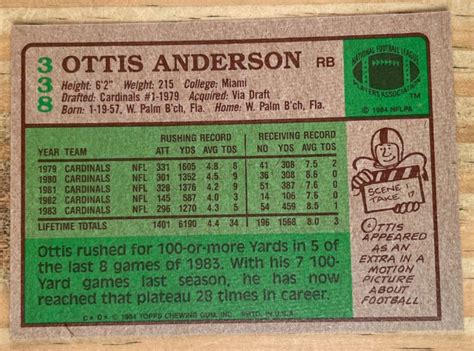 338 OTTIS ANDERSON RB
Height: 6'2" Weight: 215 College: Miami
Drafted: Cardinals #1-1979 Acquired: Via Draft
Born: 1-19-57, W. Palm B'ch, Fla. Home: W. Palm B'ch, Fla.
NATIONAL FOOTBALL LEAGUE
PLAYERS ASSOCIATION
TM
© 1984 NFLPA
RUSHING RECORD RECEIVING RECORD
YEAR TEAM ATT YDS AVG TDS NO YDS AVG TDS
1979 CARDINALS NFL 331 1605 4.8 8 41 308 7.5 2
1980 CARDINALS NFL 301 1352 4.5 9 36 308 8.6 0
1981 CARDINALS NFL 328 1376 4.2 9 51 387 7.6 0
1982 CARDINALS NFL 145 587 4.0 3 14 106 7.6 0
1983 CARDINALS NFL 296 1270 4.3 5 54 459 8.5 1
LIFETIME TOTALS 1401 6190 4.4 34 196 1568 8.0 3
SCENE 1
TAKE 17
OTTIS
APPEARED
AS AN
EXTRA IN A
MOTION
PICTURE
ABOUT
FOOTBALL.
Ottis rushed for 100-or-more Yards in 5 of
the last 8 games of 1983. With his 7 100-
Yard games last season, he has now
reached that plateau 28 times in career.
© 1984 TOPPS CHEWING GUM, INC. PRTD. IN U.S.A.